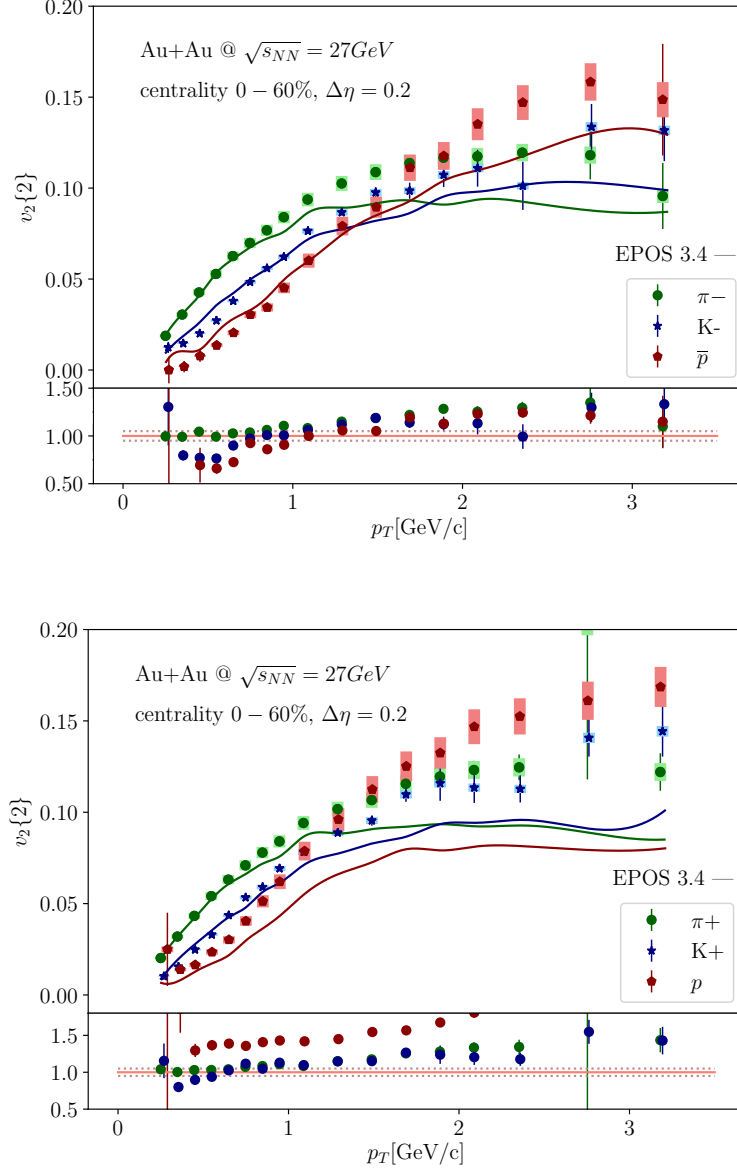 0.20
Au+Au @ √s_NN = 27GeV
centrality 0 − 60%, Δη = 0.2
0.15
0.10
v₂{2}
0.05
EPOS 3.4 —
π−
K-
p̅
0.00
1.50
1.00
0.50
0 1 2 3
p_T[GeV/c]
0.20
Au+Au @ √s_NN = 27GeV
centrality 0 − 60%, Δη = 0.2
0.15
0.10
v₂{2}
EPOS 3.4 —
0.05
π+
K+
p
0.00
1.5
1.0
0.5
0 1 2 3
p_T[GeV/c]